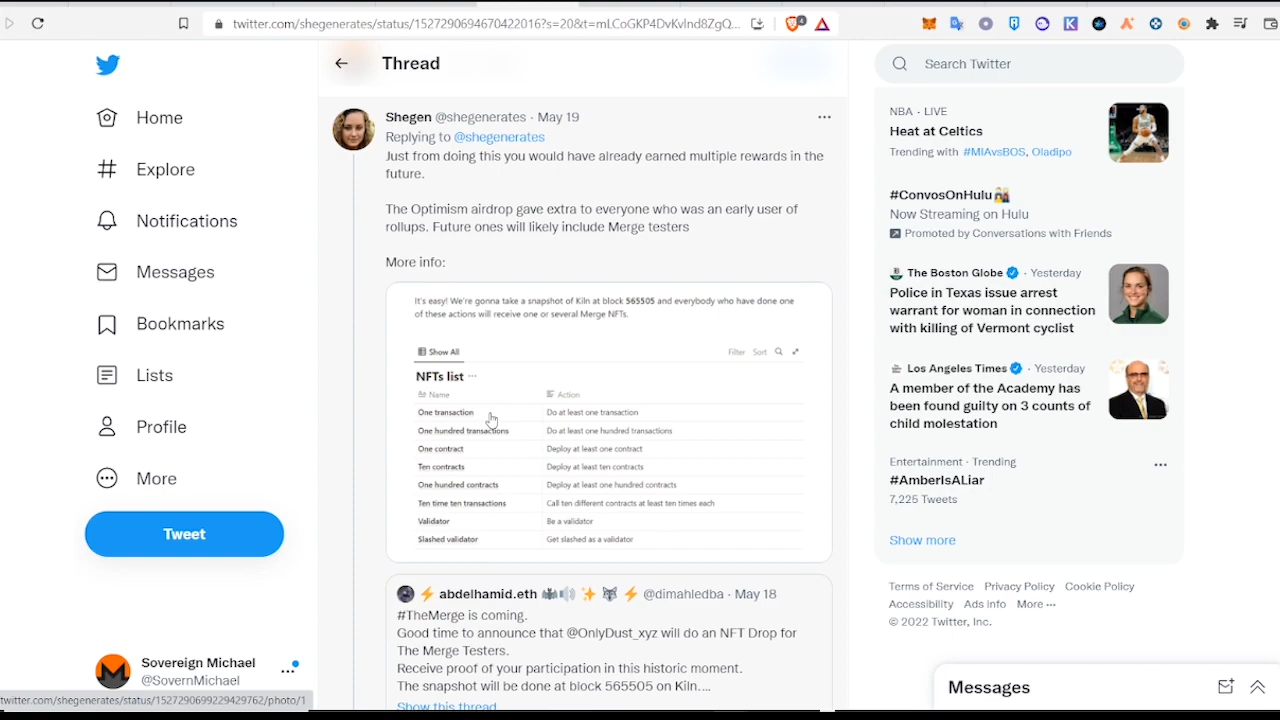 twitter.com/shegenerates/status/1527290694670422016?s=20&t=mLCoGKP4DvKvInd8ZgQ...
4
Home
Explore
Notifications
Messages
Bookmarks
Lists
Profile
More
Tweet
Sovereign Michael
@SovernMichael
twitter.com/shegenerates/status/1527290699229429762/photo/1
Thread
Shegen @shegenerates · May 19
Replying to @shegenerates
Just from doing this you would have already earned multiple rewards in the
future.
The Optimism airdrop gave extra to everyone who was an early user of
rollups. Future ones will likely include Merge testers
More info:
It's easy! We're gonna take a snapshot of Kiln at block 565505 and everybody who have done one
of these actions will receive one or several Merge NFTs.
Show All
Filter Sort
NFTs list ...
Aa Name Action
One transaction Do at least one transaction
One hundred transactions Do at least one hundred transactions
One contract Deploy at least one contract
Ten contracts Deploy at least ten contracts
One hundred contracts Deploy at least one hundred contracts
Ten time ten transactions Call ten different contracts at least ten times each
Validator Be a validator
Slashed validator Get slashed as a validator
abdelhamid.eth @dimahledba · May 18
#TheMerge is coming.
Good time to announce that @OnlyDust_xyz will do an NFT Drop for
The Merge Testers.
Receive proof of your participation in this historic moment.
The snapshot will be done at block 565505 on Kiln....
Show this thread
Search Twitter
NBA · LIVE
Heat at Celtics
Trending with #MIAvsBOS, Oladipo
#ConvosOnHulu
Now Streaming on Hulu
Promoted by Conversations with Friends
The Boston Globe · Yesterday
Police in Texas issue arrest
warrant for woman in connection
with killing of Vermont cyclist
Los Angeles Times · Yesterday
A member of the Academy has
been found guilty on 3 counts of
child molestation
Entertainment · Trending
#AmberIsALiar
7,225 Tweets
Show more
Terms of Service Privacy Policy Cookie Policy
Accessibility Ads info More ...
© 2022 Twitter, Inc.
Messages